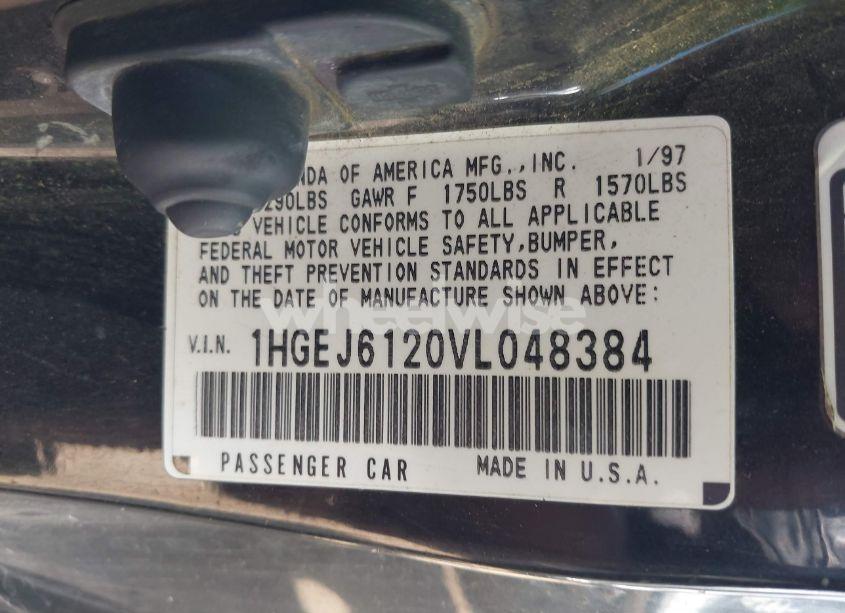 OF AMERICA MFG.,INC. 1/97
GAWR F 1750LBS R 1570LBS
VEHICLE CONFORMS TO ALL APPLICABLE
FEDERAL MOTOR VEHICLE SAFETY,BUMPER,
AND THEFT PREVENTION STANDARDS IN EFFECT
ON THE DATE OF MANUFACTURE SHOWN ABOVE:
wheelwise
V.I.N. 1HGEJ6120VL048384
PASSENGER CAR MADE IN U.S.A.